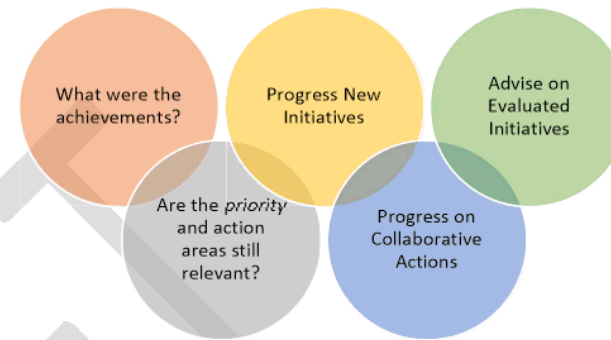 What were the
achievements?
Are the priority
and action
areas still
relevant?
Progress New
Initiatives
Progress on
Collaborative
Actions
Advise on
Evaluated
Initiatives